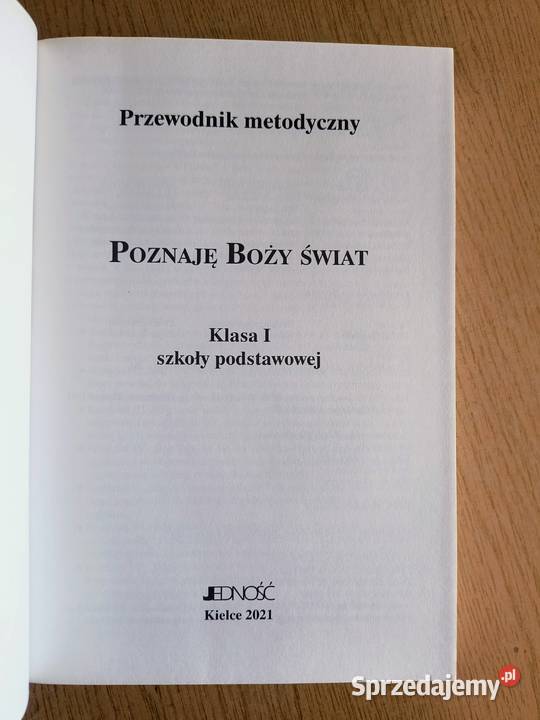 Przewodnik metodyczny
Poznaję Boży świat
Klasa I
szkoły podstawowej
JEDNOŚĆ
Kielce 2021
Sprzedajemy.pl